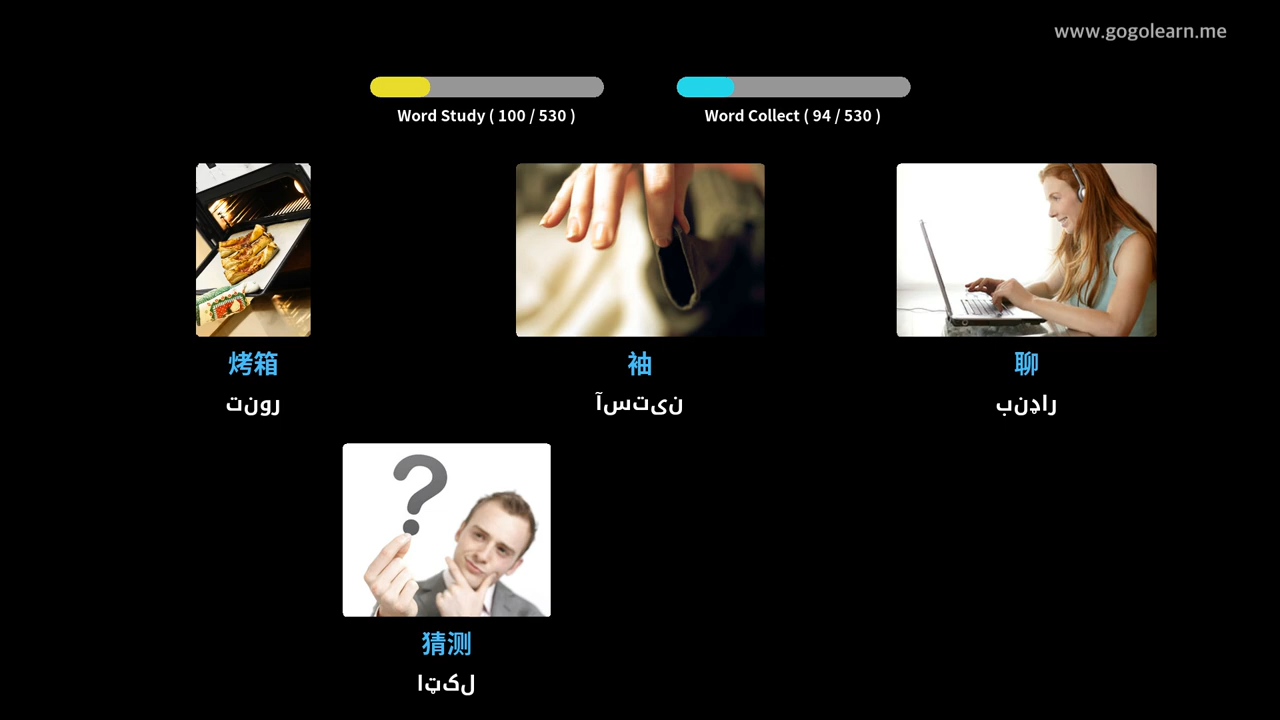 www.gogolearn.me
Word Study ( 100 / 530 )
Word Collect ( 94 / 530 )
烤箱
تنور
袖
آستین
聊
بنډار
猜测
اټکل